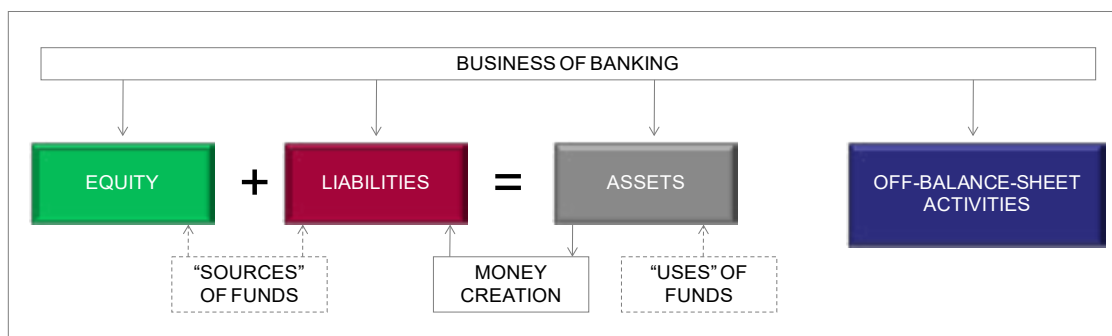 BUSINESS OF BANKING
EQUITY
+
LIABILITIES
=
ASSETS
OFF-BALANCE-SHEET
ACTIVITIES
“SOURCES”
OF FUNDS
MONEY
CREATION
“USES” OF
FUNDS